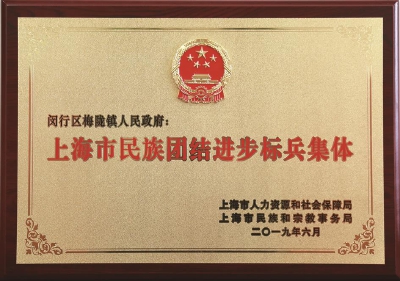 闵行区梅陇镇人民政府：
上海市民族团结进步标兵集体
上海市人力资源和社会保障局
上海市民族和宗教事务局
二〇一九年六月